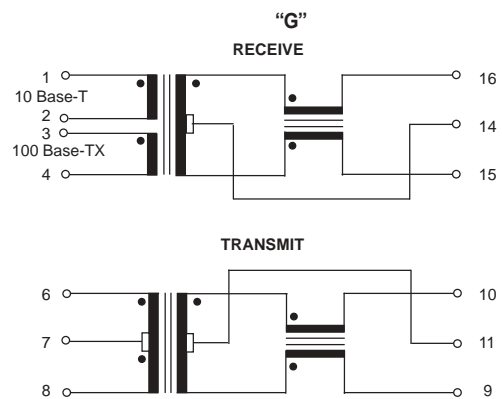 “G”
RECEIVE
1
16
10 Base-T
2
14
3
100 Base-TX
4
15
TRANSMIT
6
10
7
11
8
9